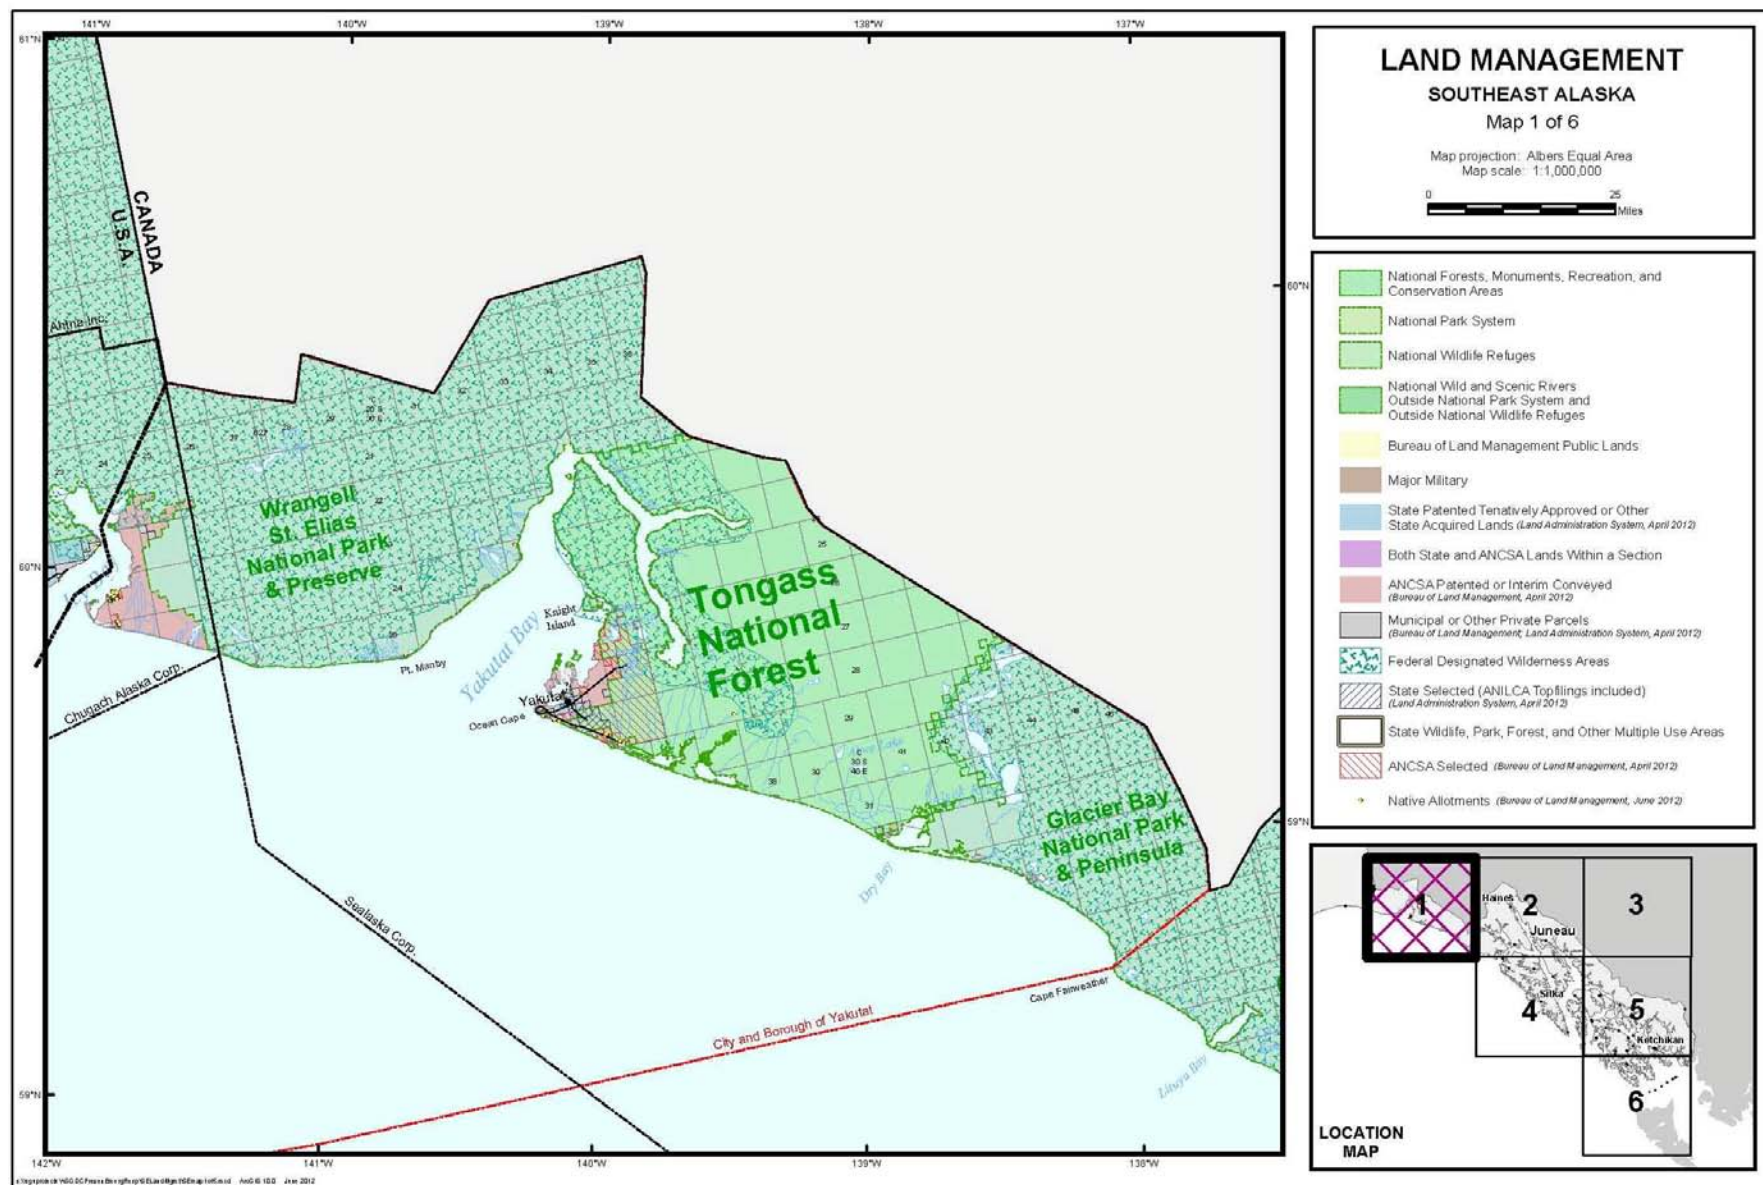 141°W
140°W
139°W
138°W
137°W
61°N
60°N
60°N
59°N
59°N
142°W
141°W
140°W
139°W
138°W
CANADA
U.S.A.
Ahtna Inc.
Chugach Alaska Corp.
Sealaska Corp.
City and Borough of Yakutat
Wrangell
St. Elias
National Park
& Preserve
Tongass
National
Forest
Glacier Bay
National Park
& Peninsula
Yakutat Bay
Knight
Island
Yakutat
Ocean Cape
Pt. Manby
Dry Bay
Cape Fairweather
Lituya Bay
LAND MANAGEMENT
SOUTHEAST ALASKA
Map 1 of 6
Map projection: Albers Equal Area
Map scale: 1:1,000,000
0 25
Miles
National Forests, Monuments, Recreation, and
Conservation Areas
National Park System
National Wildlife Refuges
National Wild and Scenic Rivers
Outside National Park System and
Outside National Wildlife Refuges
Bureau of Land Management Public Lands
Major Military
State Patented Tenatively Approved or Other
State Acquired Lands (Land Administration System, April 2012)
Both State and ANCSA Lands Within a Section
ANCSA Patented or Interim Conveyed
(Bureau of Land Management, April 2012)
Municipal or Other Private Parcels
(Bureau of Land Management; Land Administration System, April 2012)
Federal Designated Wilderness Areas
State Selected (ANILCA Topfilings included)
(Land Administration System, April 2012)
State Wildlife, Park, Forest, and Other Multiple Use Areas
ANCSA Selected (Bureau of Land Management, April 2012)
Native Allotments (Bureau of Land Management, June 2012)
1
2
3
4
5
6
Haines
Juneau
Sitka
Ketchikan
LOCATION
MAP